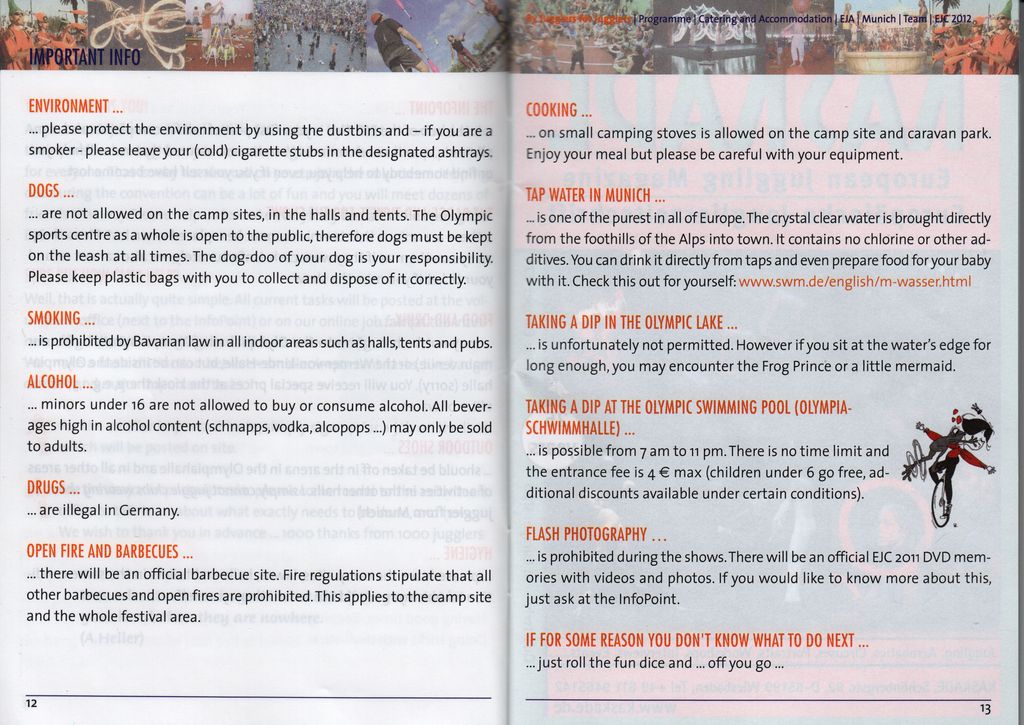 IMPORTANT INFO
ENVIRONMENT ...
... please protect the environment by using the dustbins and – if you are a
smoker - please leave your (cold) cigarette stubs in the designated ashtrays.
DOGS ...
... are not allowed on the camp sites, in the halls and tents. The Olympic
sports centre as a whole is open to the public, therefore dogs must be kept
on the leash at all times. The dog-doo of your dog is your responsibility.
Please keep plastic bags with you to collect and dispose of it correctly.
SMOKING ...
... is prohibited by Bavarian law in all indoor areas such as halls, tents and pubs.
ALCOHOL ...
... minors under 16 are not allowed to buy or consume alcohol. All bever-
ages high in alcohol content (schnapps, vodka, alcopops ...) may only be sold
to adults.
DRUGS ...
... are illegal in Germany.
OPEN FIRE AND BARBECUES ...
... there will be an official barbecue site. Fire regulations stipulate that all
other barbecues and open fires are prohibited. This applies to the camp site
and the whole festival area.
12
By Jugglers for Jugglers | Programme | Catering and Accommodation | EJA | Munich | Team | EJC 2012
COOKING ...
... on small camping stoves is allowed on the camp site and caravan park.
Enjoy your meal but please be careful with your equipment.
TAP WATER IN MUNICH ...
... is one of the purest in all of Europe. The crystal clear water is brought directly
from the foothills of the Alps into town. It contains no chlorine or other ad-
ditives. You can drink it directly from taps and even prepare food for your baby
with it. Check this out for yourself: www.swm.de/english/m-wasser.html
TAKING A DIP IN THE OLYMPIC LAKE ...
... is unfortunately not permitted. However if you sit at the water's edge for
long enough, you may encounter the Frog Prince or a little mermaid.
TAKING A DIP AT THE OLYMPIC SWIMMING POOL (OLYMPIA-
SCHWIMMHALLE) ...
... is possible from 7 am to 11 pm. There is no time limit and
the entrance fee is 4 € max (children under 6 go free, ad-
ditional discounts available under certain conditions).
FLASH PHOTOGRAPHY ...
... is prohibited during the shows. There will be an official EJC 2011 DVD mem-
ories with videos and photos. If you would like to know more about this,
just ask at the InfoPoint.
IF FOR SOME REASON YOU DON'T KNOW WHAT TO DO NEXT ...
... just roll the fun dice and ... off you go ...
13